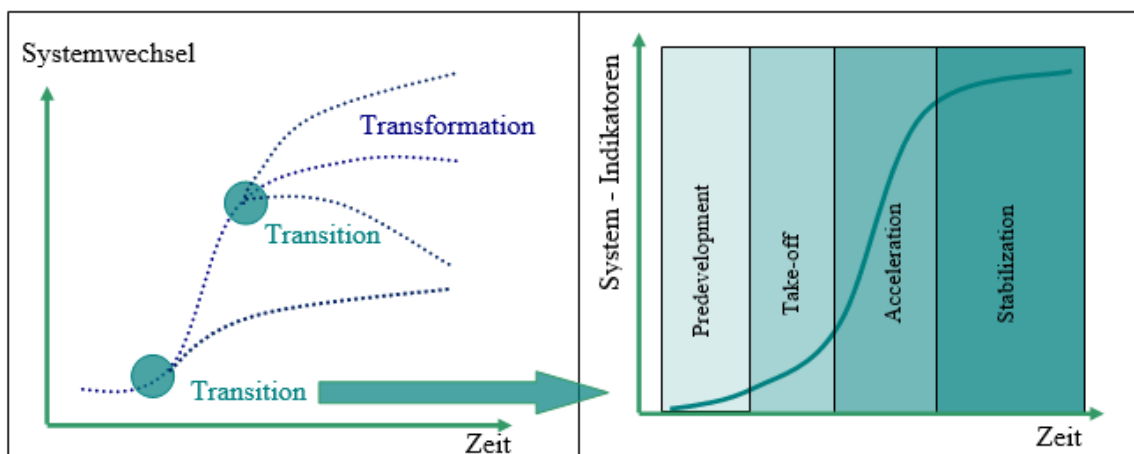 Systemwechsel
Transformation
Transition
Transition
Zeit
System - Indikatoren
Predevelopment
Take-off
Acceleration
Stabilization
Zeit